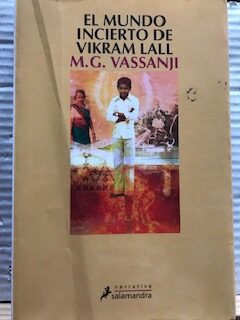 EL MUNDO
INCIERTO DE
VIKRAM LALL
M.G. VASSANJI
narrativa
salamandra